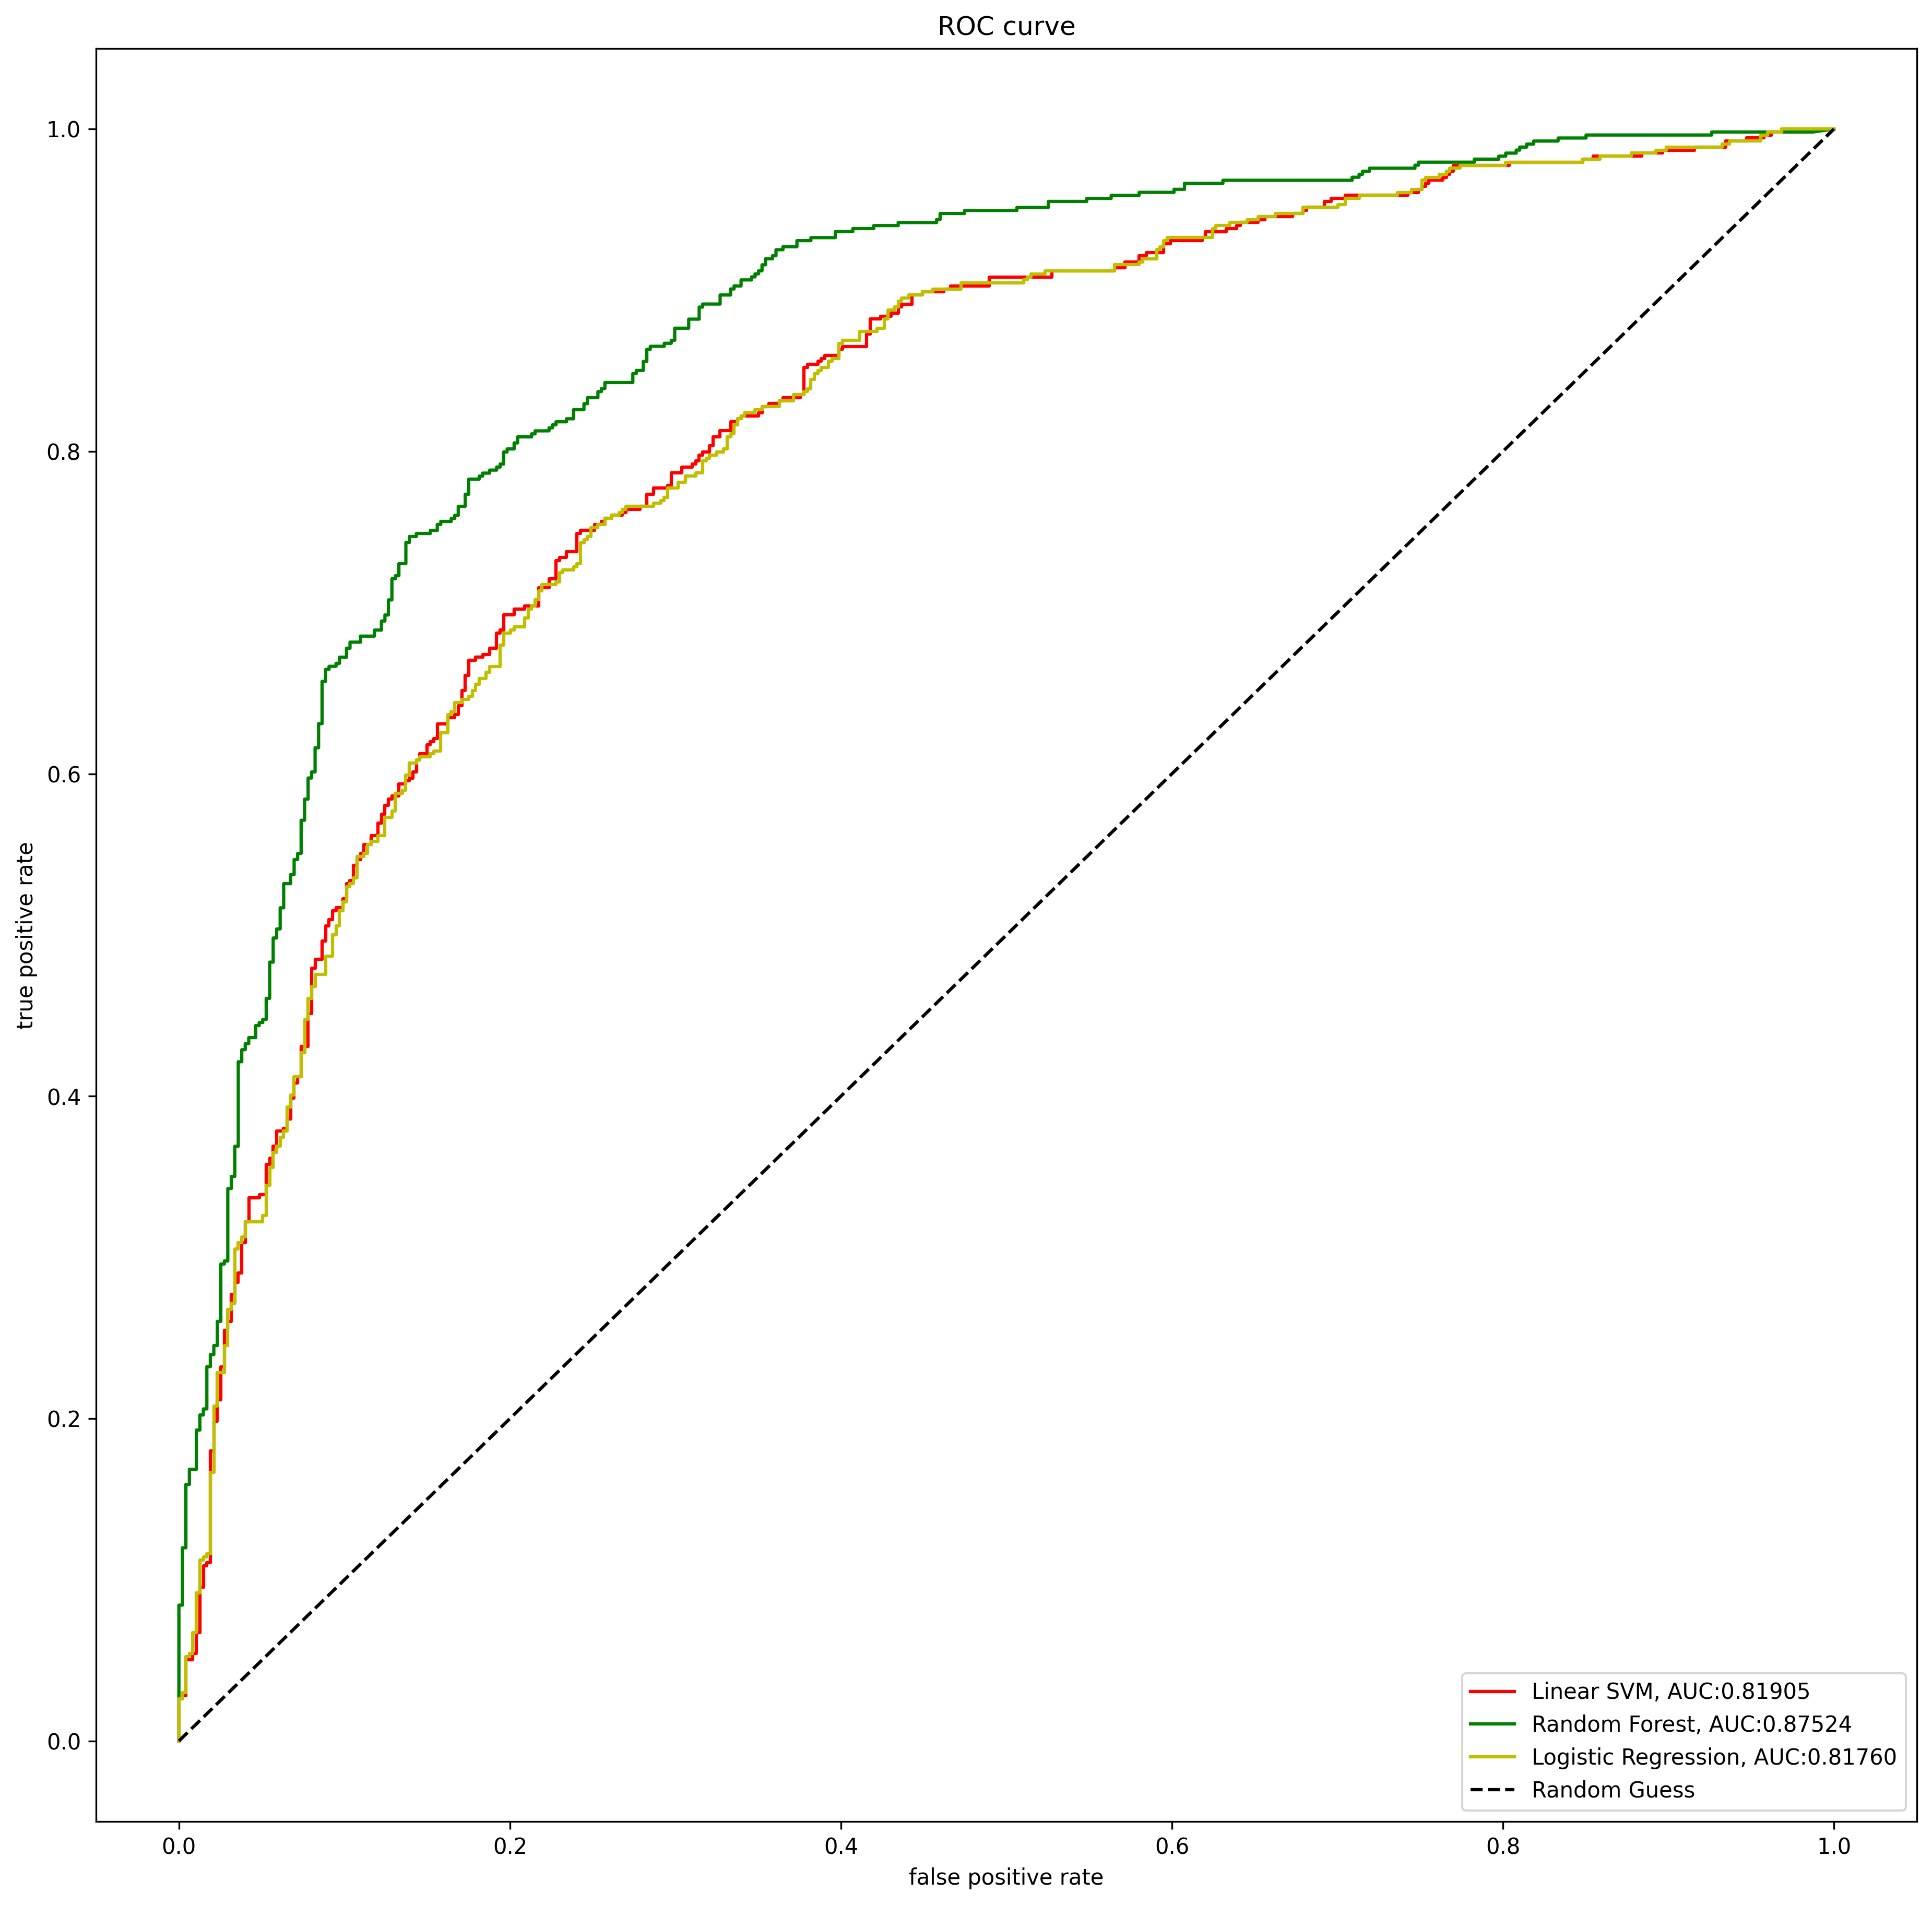 ROC curve
1.0
0.8
0.6
0.4
0.2
0.0
true positive rate
0.0 0.2 0.4 0.6 0.8 1.0
false positive rate
Linear SVM, AUC:0.81905
Random Forest, AUC:0.87524
Logistic Regression, AUC:0.81760
Random Guess